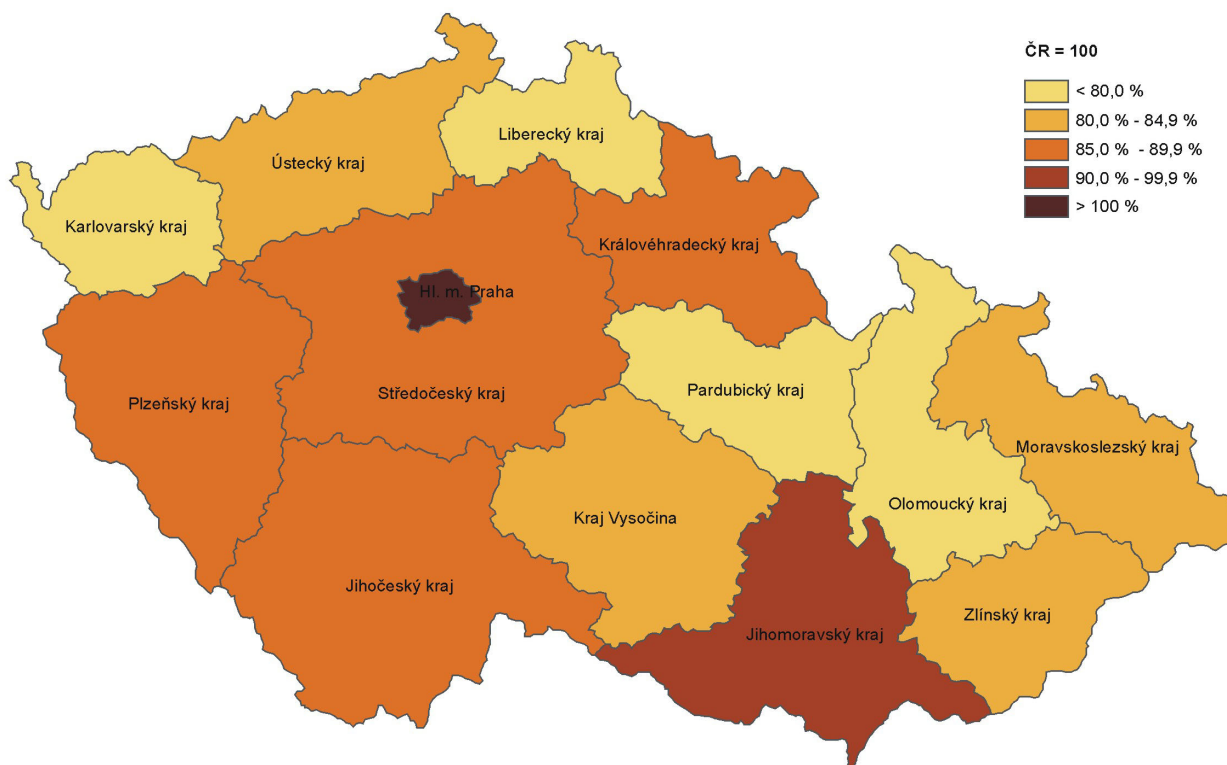 ČR = 100
< 80,0 %
80,0 % - 84,9 %
85,0 % - 89,9 %
90,0 % - 99,9 %
> 100 %
Liberecký kraj
Ústecký kraj
Karlovarský kraj
Královéhradecký kraj
Hl. m. Praha
Středočeský kraj
Pardubický kraj
Plzeňský kraj
Moravskoslezský kraj
Olomoucký kraj
Kraj Vysočina
Jihočeský kraj
Zlínský kraj
Jihomoravský kraj